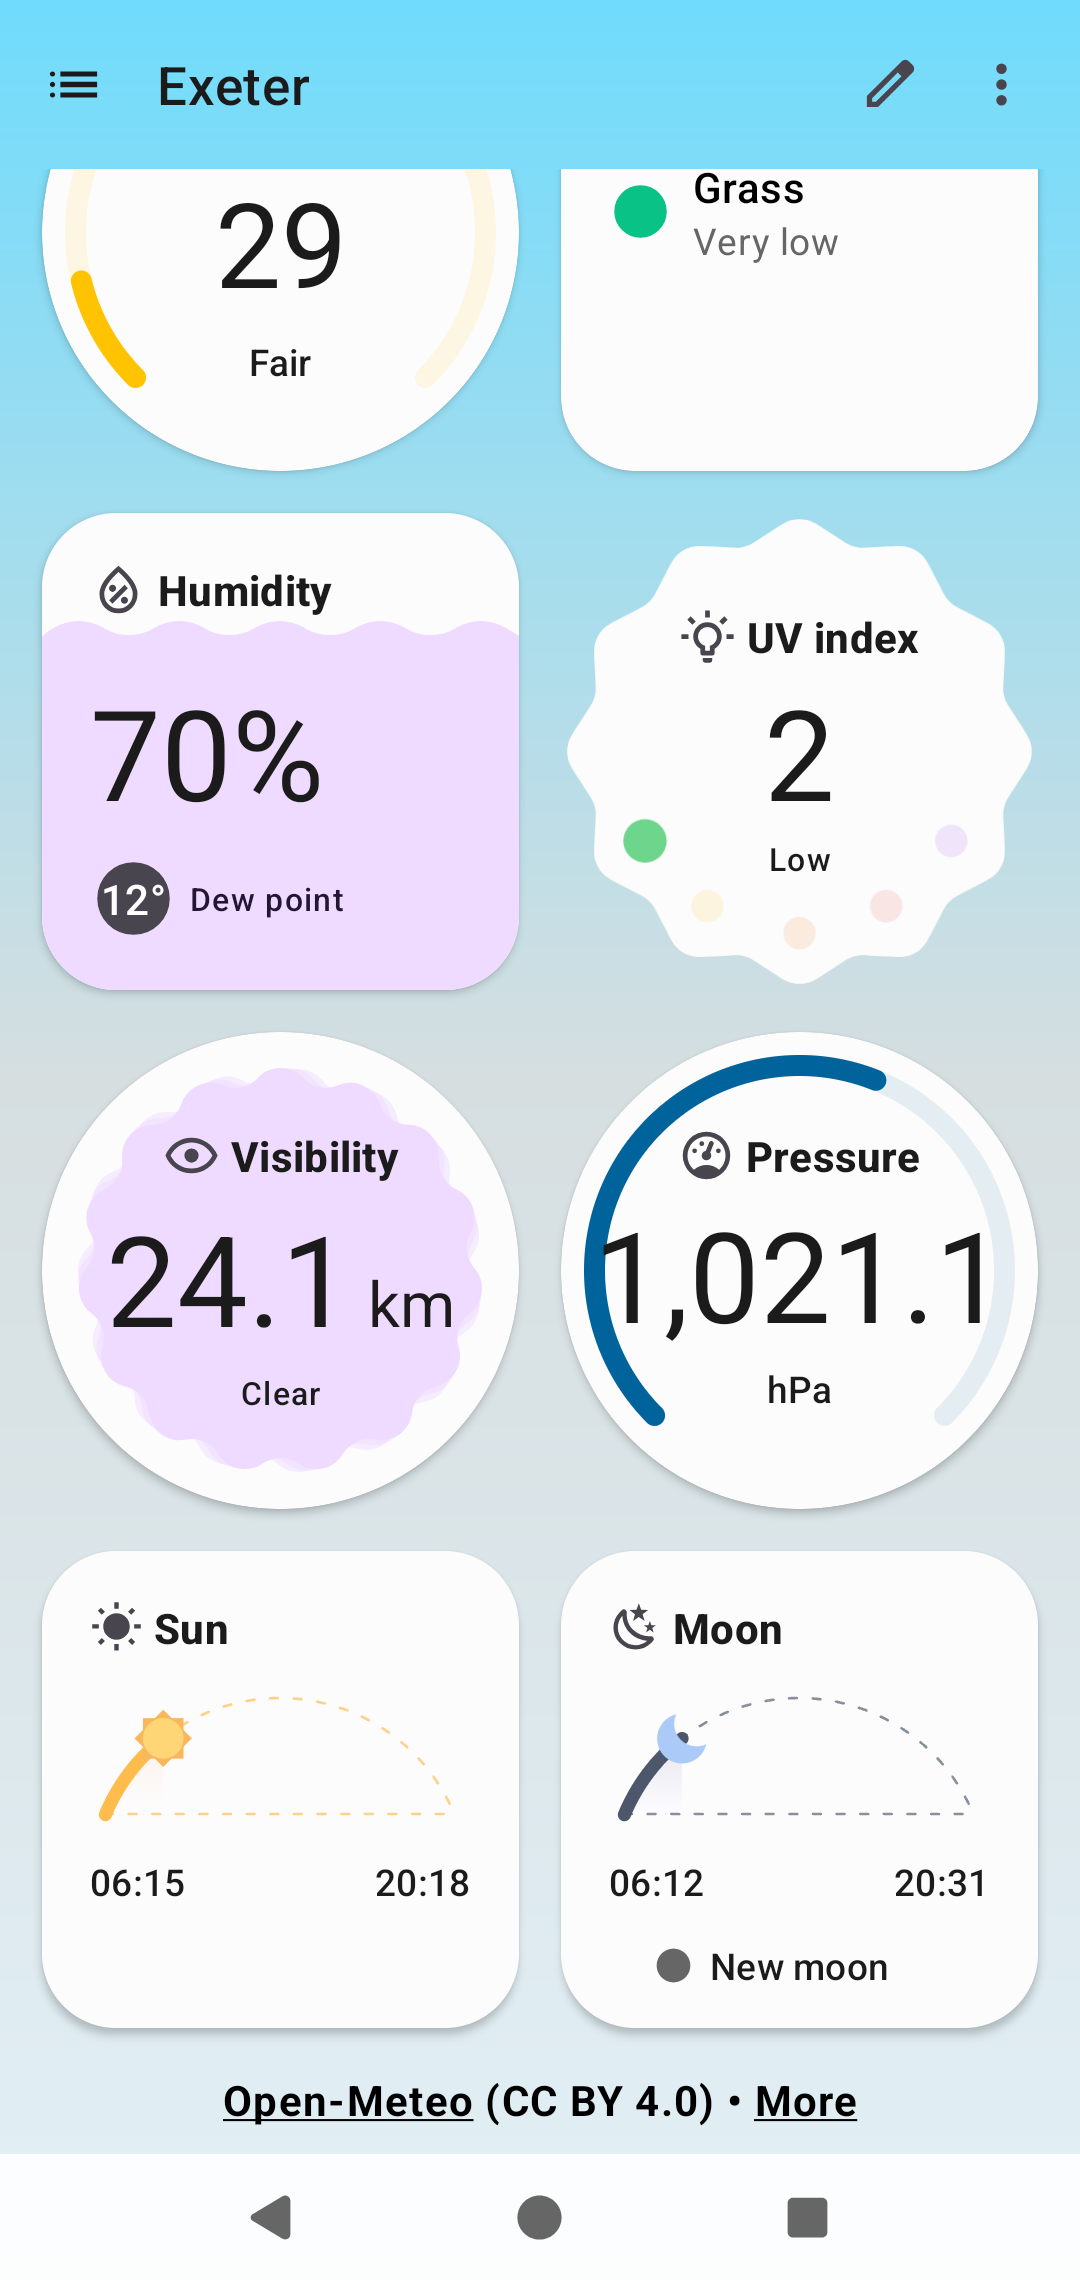 Exeter
29
Fair
Grass
Very low
Humidity
70%
12° Dew point
UV index
2
Low
Visibility
24.1 km
Clear
Pressure
1,021.1
hPa
Sun
06:15 20:18
Moon
06:12 20:31
New moon
Open-Meteo (CC BY 4.0) • More